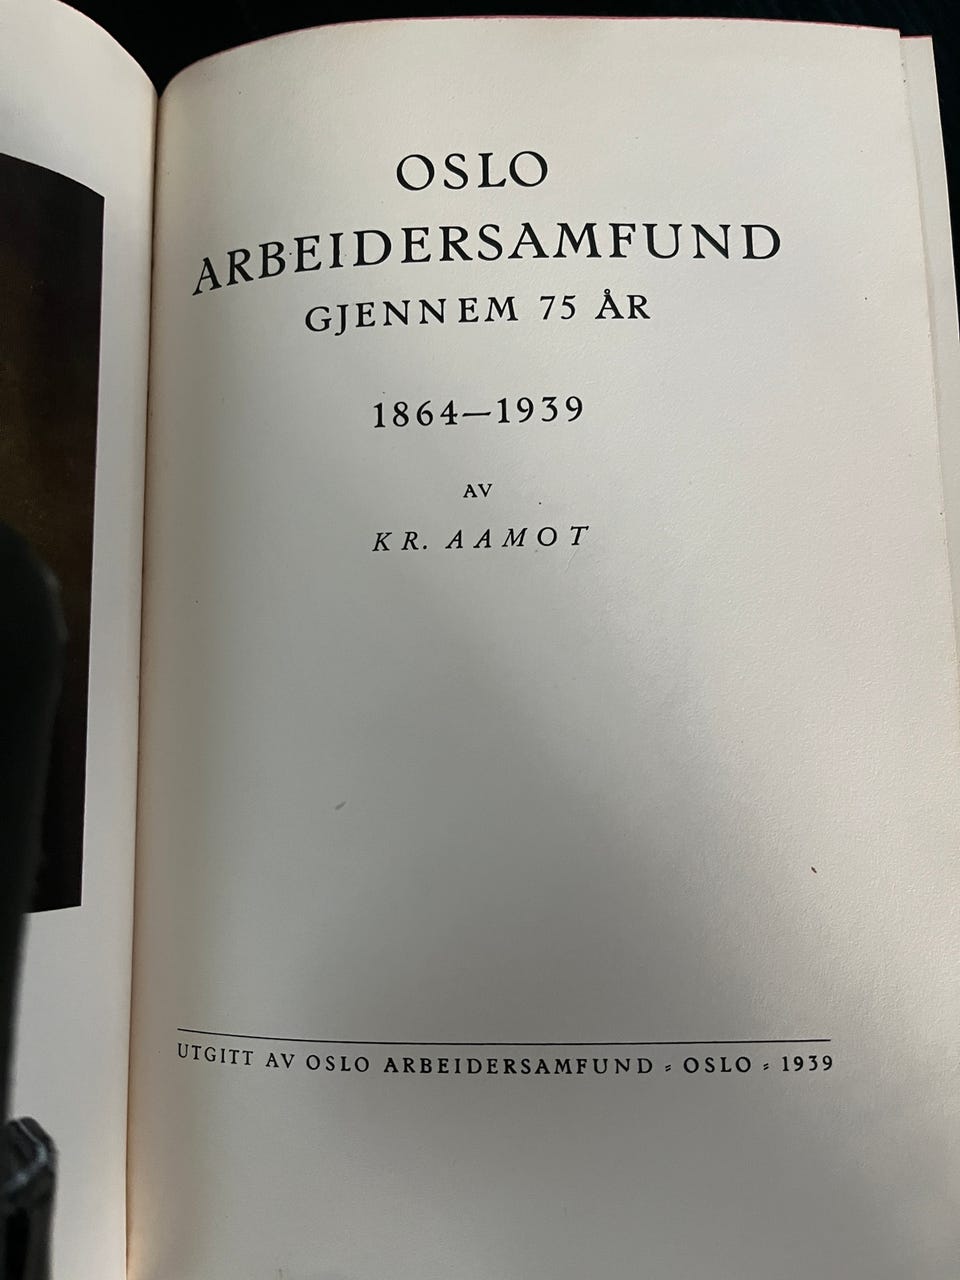 OSLO
ARBEIDERSAMFUND
GJENNEM 75 ÅR
1864—1939
AV
KR. AAMOT
UTGITT AV OSLO ARBEIDERSAMFUND ⸗ OSLO ⸗ 1939